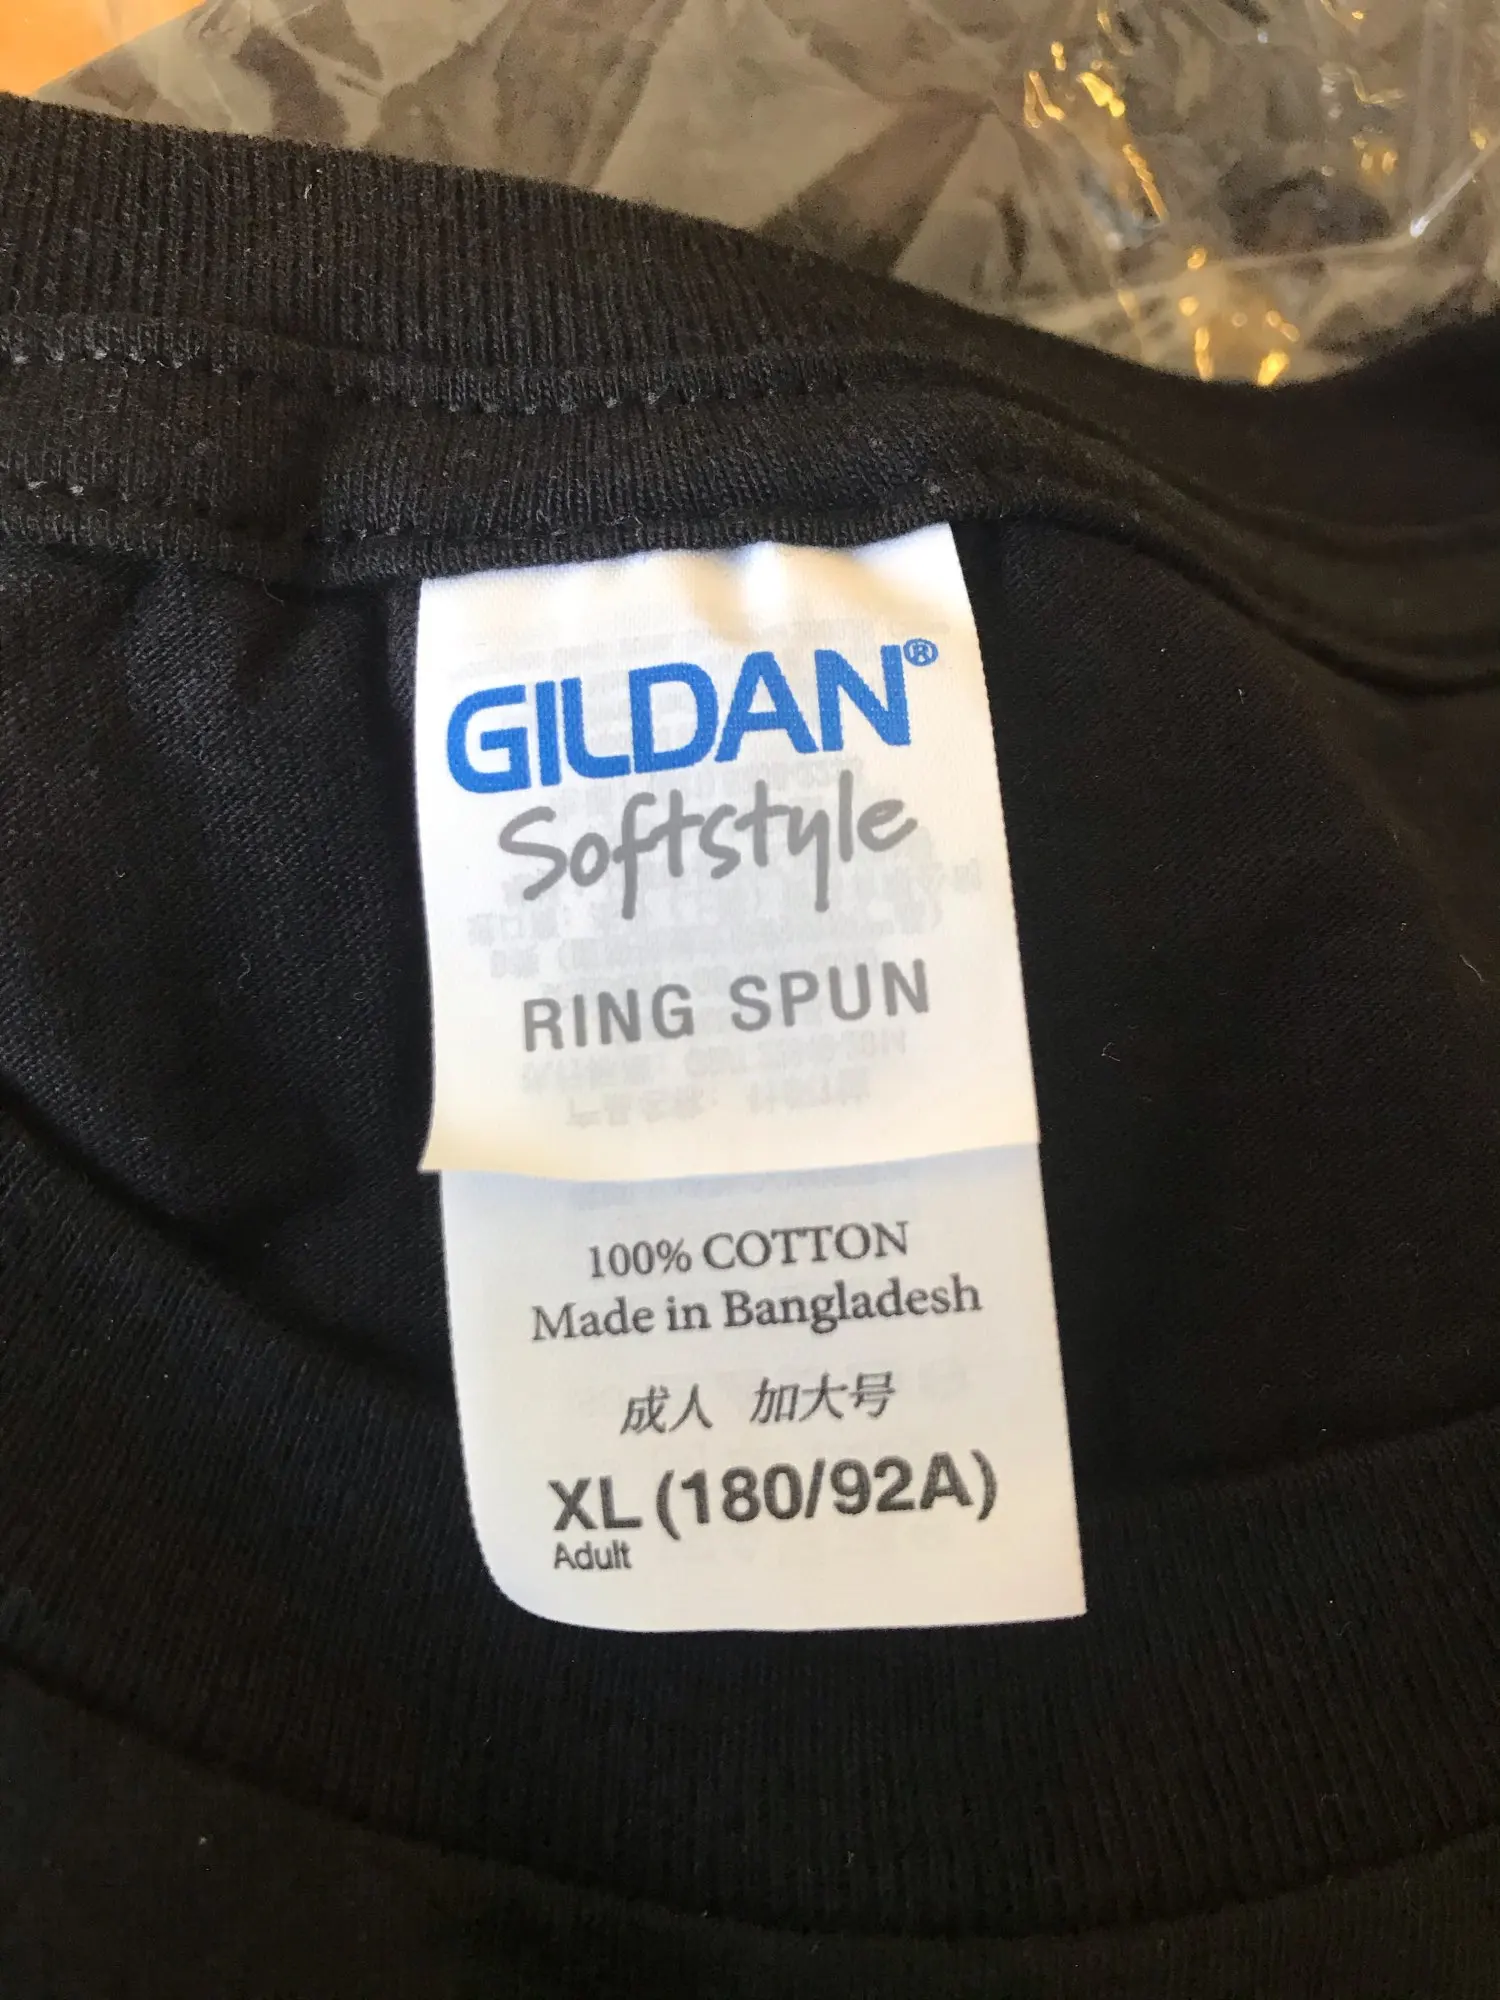 GILDAN®
Softstyle
RING SPUN
100% COTTON
Made in Bangladesh
成人 加大号
XL (180/92A)
Adult